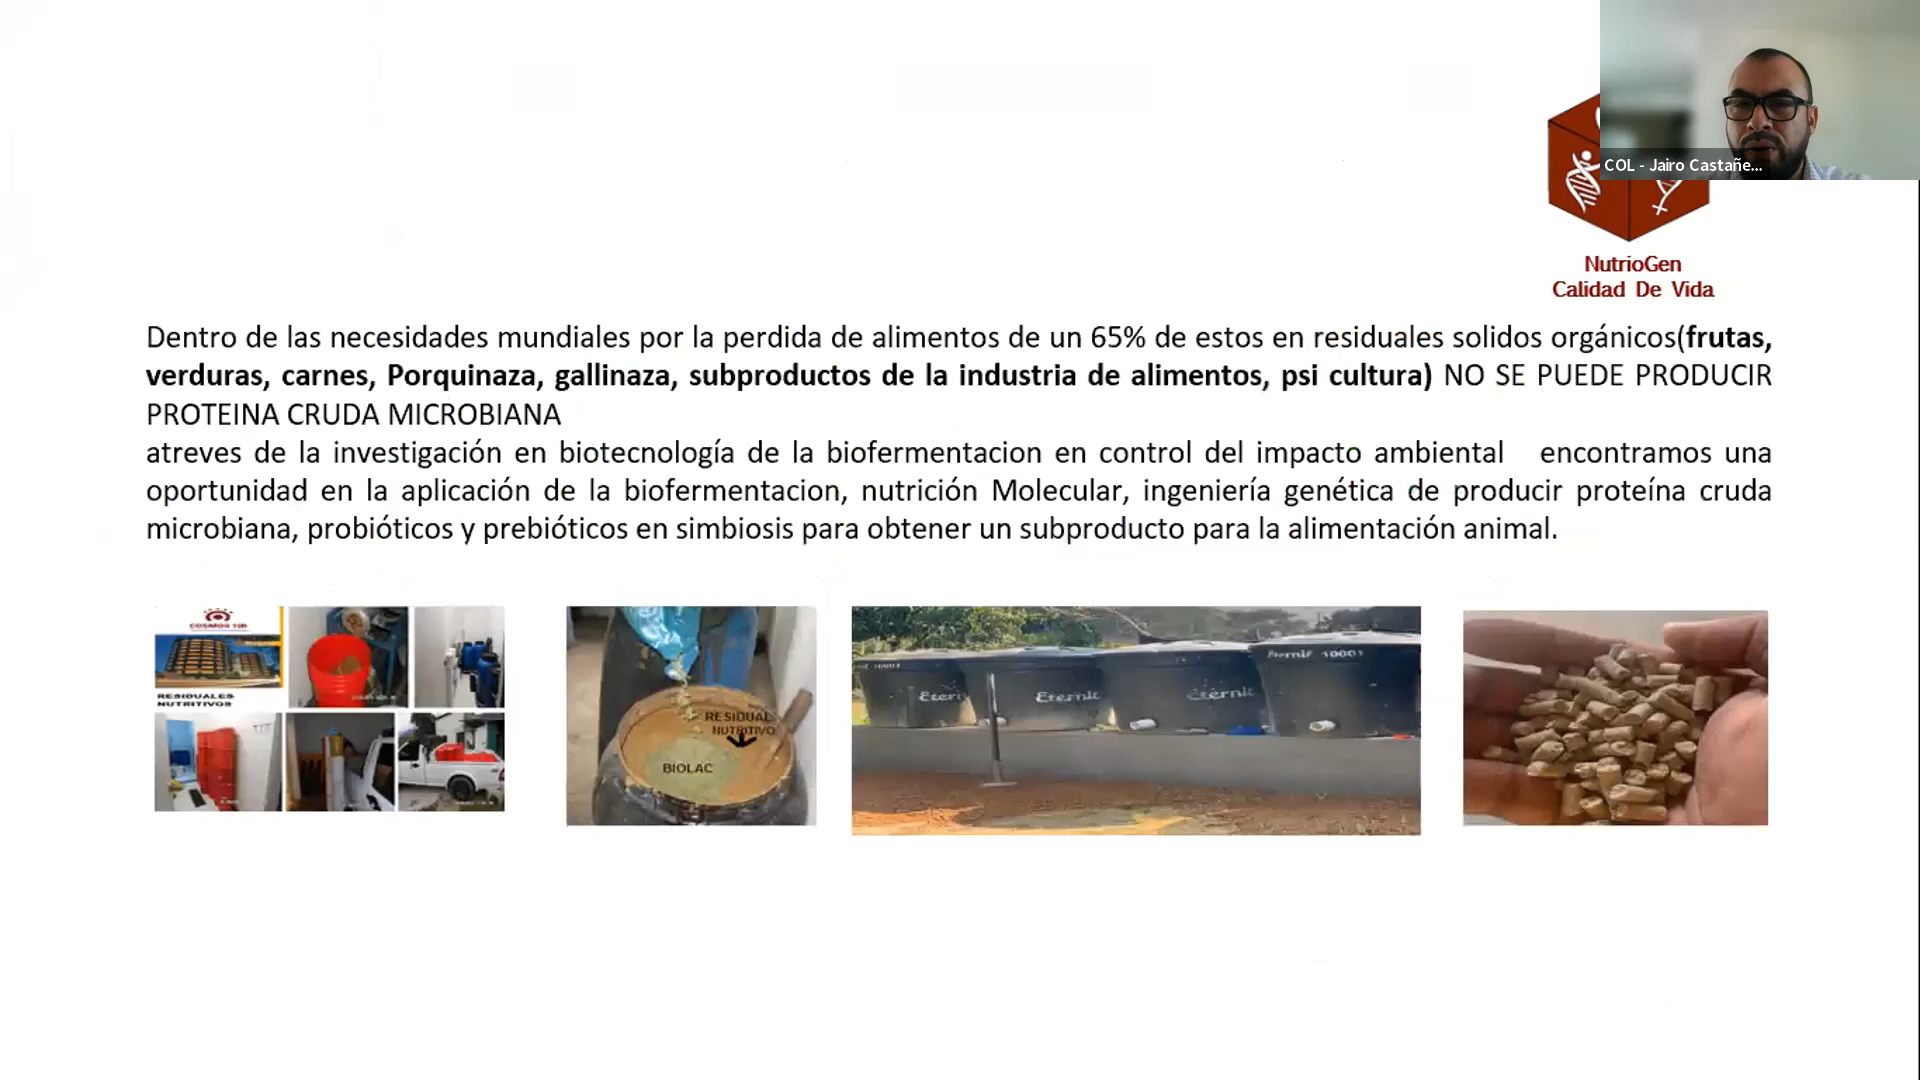 COL - Jairo Castañe...
NutrioGen
Calidad De Vida
Dentro de las necesidades mundiales por la perdida de alimentos de un 65% de estos en residuales solidos orgánicos(frutas,
verduras, carnes, Porquinaza, gallinaza, subproductos de la industria de alimentos, psi cultura) NO SE PUEDE PRODUCIR
PROTEINA CRUDA MICROBIANA
atreves de la investigación en biotecnología de la biofermentacion en control del impacto ambiental encontramos una
oportunidad en la aplicación de la biofermentacion, nutrición Molecular, ingeniería genética de producir proteína cruda
microbiana, probióticos y prebióticos en simbiosis para obtener un subproducto para la alimentación animal.
COSMOS 100
RESIDUALES
NUTRITIVOS
RESIDUAL
NUTRITIVO
BIOLAC
Etern
Eternit
Eternit
Eternit 10001